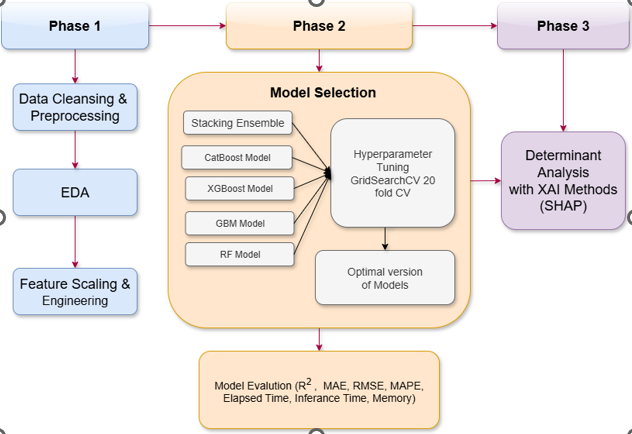 Phase 1
Phase 2
Phase 3
Data Cleansing &
Preprocessing
EDA
Feature Scaling &
Engineering
Model Selection
Stacking Ensemble
CatBoost Model
XGBoost Model
GBM Model
RF Model
Hyperparameter
Tuning
GridSearchCV 20
fold CV
Optimal version
of Models
Model Evalution (R², MAE, RMSE, MAPE,
Elapsed Time, Inferance Time, Memory)
Determinant
Analysis
with XAI Methods
(SHAP)